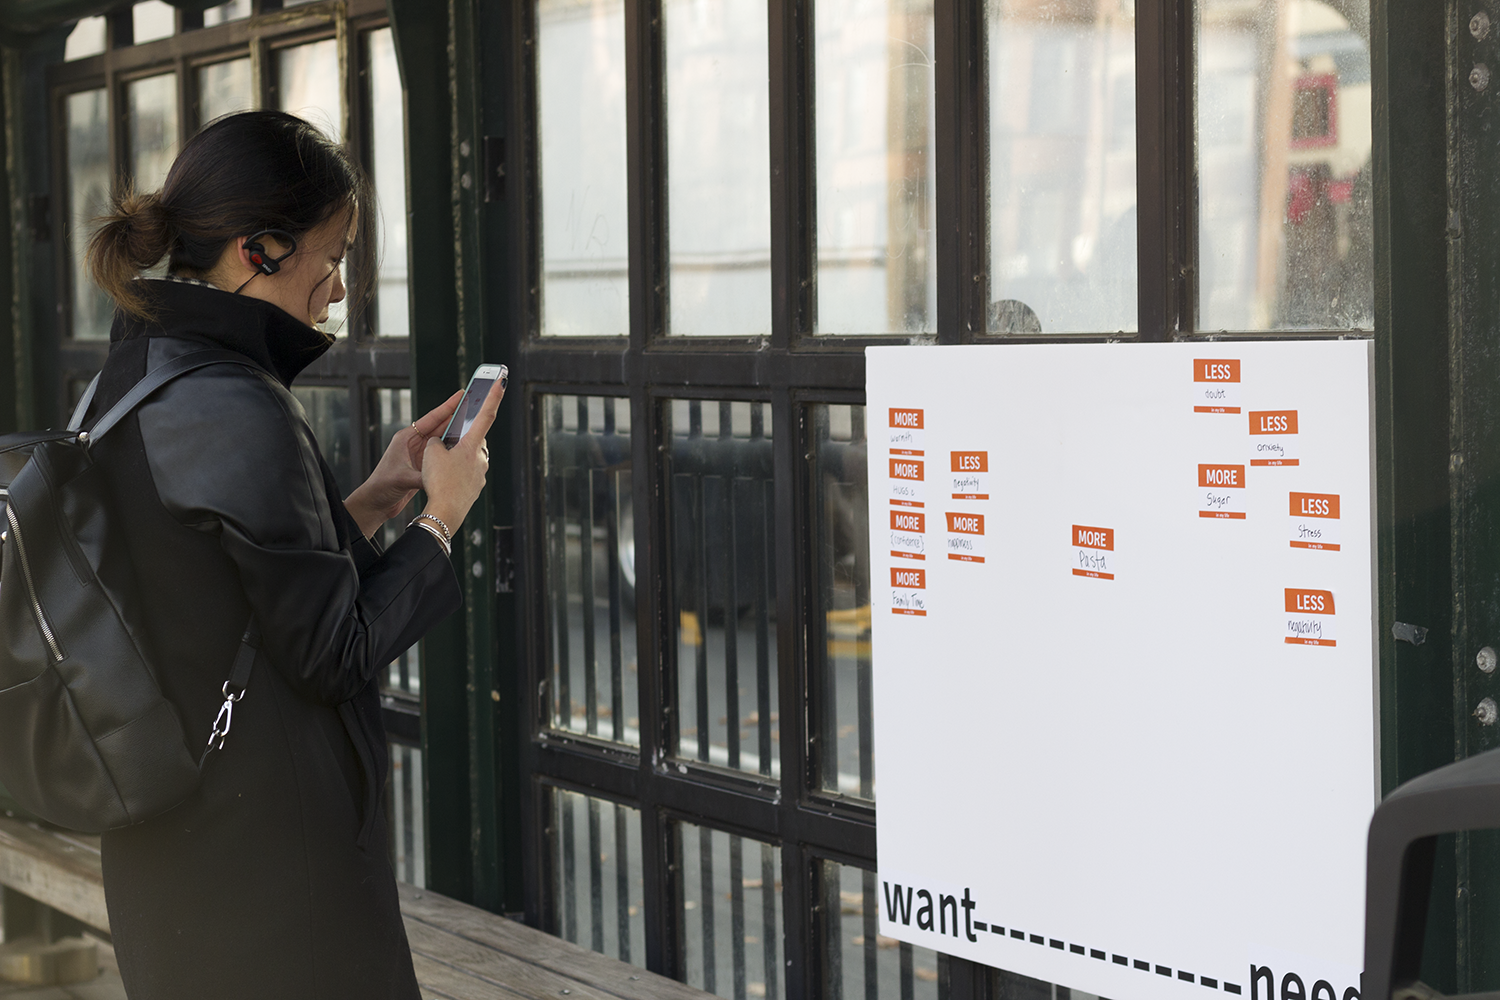 MORE
warmth
in my life
MORE
HUGS
in my life
MORE
{confidence}
in my life
MORE
Family Time
in my life
LESS
negativity
in my life
MORE
happiness
in my life
MORE
Pasta
in my life
LESS
doubt
in my life
LESS
anxiety
in my life
MORE
Sugar
in my life
LESS
Stress
in my life
LESS
negativity
in my life
want--------------need